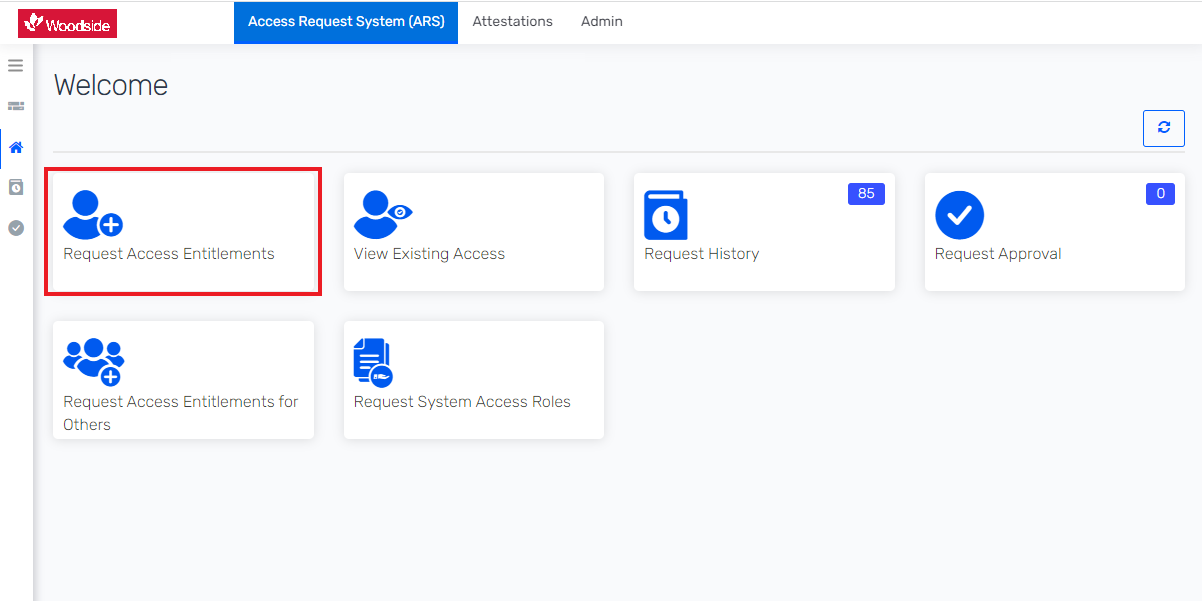 Woodside
Access Request System (ARS)
Attestations
Admin
Welcome
Request Access Entitlements
View Existing Access
85
Request History
0
Request Approval
Request Access Entitlements for
Others
Request System Access Roles